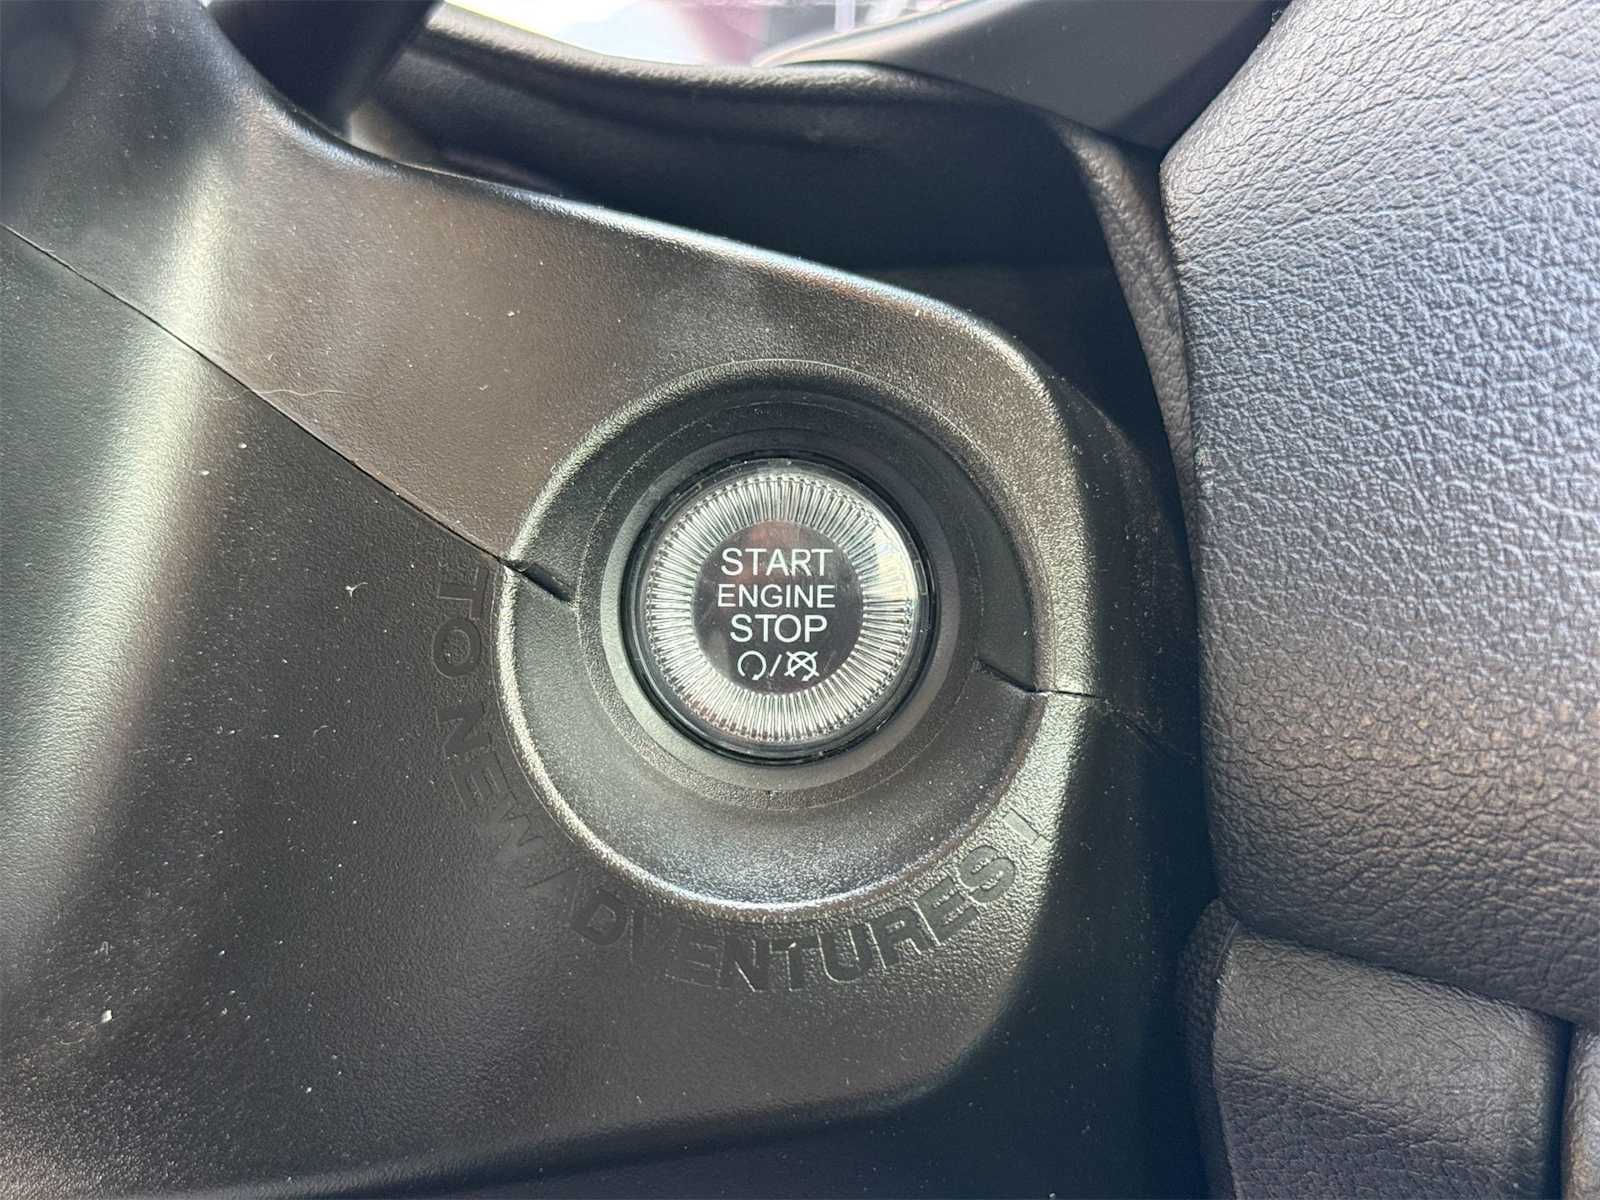 START
ENGINE
STOP
TO NEW ADVENTURES !